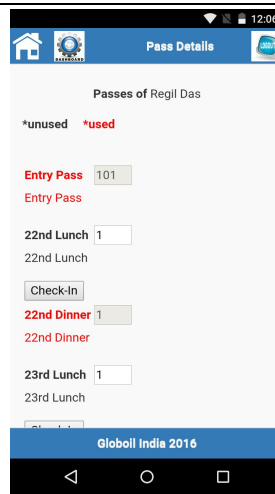 12:06
DASHBOARD
Pass Details
LOGOUT
Passes of Regil Das
*unused *used
Entry Pass 101
Entry Pass
22nd Lunch 1
22nd Lunch
Check-In
22nd Dinner 1
22nd Dinner
23rd Lunch 1
23rd Lunch
Globoil India 2016